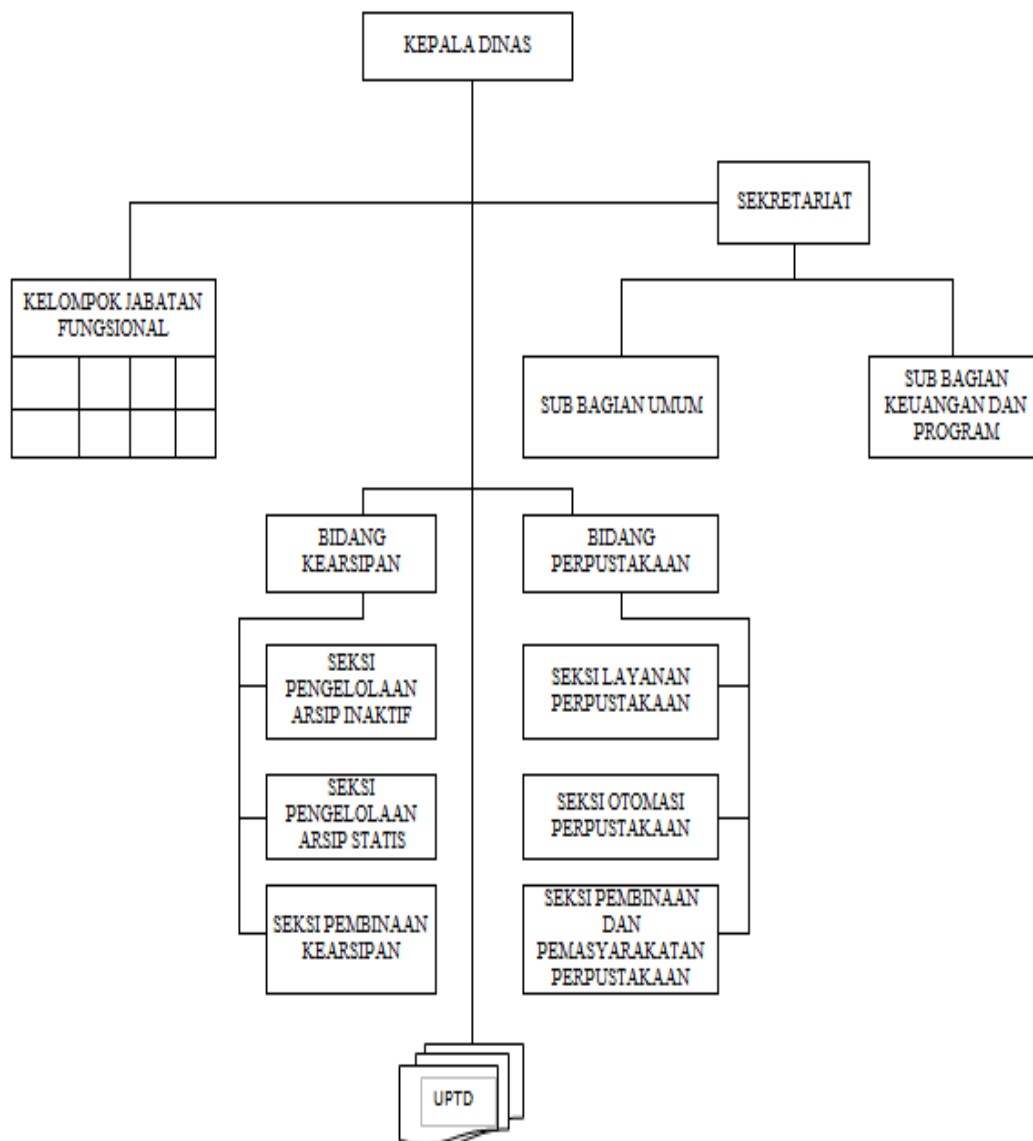 KEPALA DINAS
SEKRETARIAT
KELOMPOK JABATAN
FUNGSIONAL
SUB BAGIAN UMUM
SUB BAGIAN
KEUANGAN DAN
PROGRAM
BIDANG
KEARSIPAN
BIDANG
PERPUSTAKAAN
SEKSI
PENGELOLAAN
ARSIP INAKTIF
SEKSI LAYANAN
PERPUSTAKAAN
SEKSI
PENGELOLAAN
ARSIP STATIS
SEKSI OTOMASI
PERPUSTAKAAN
SEKSI PEMBINAAN
KEARSIPAN
SEKSI PEMBINAAN
DAN
PEMASYARAKATAN
PERPUSTAKAAN
UPTD